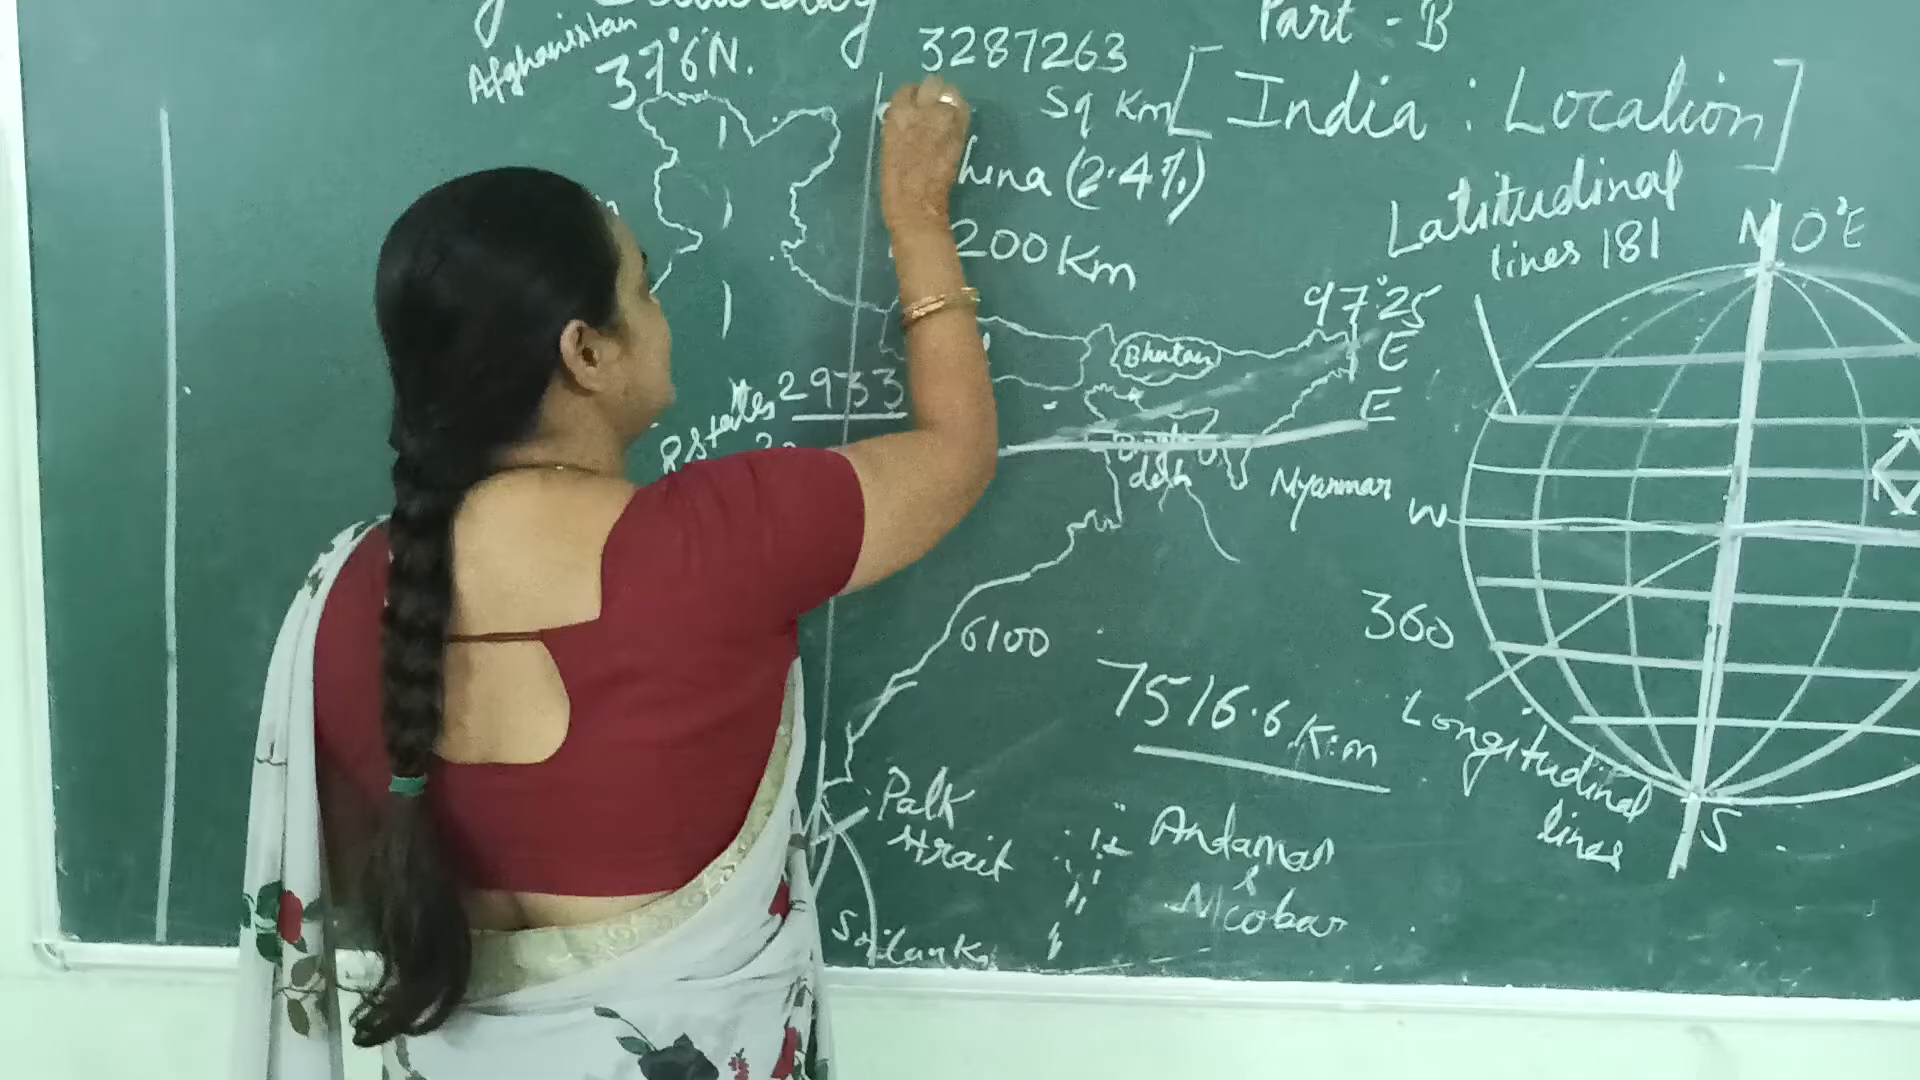 Part - B
Afghanistan
37°6'N.
3287263
Sq Km
[India : Location]
hina (2.4%)
200 Km
Latitudinal
lines 181
N 0°E
97°25
E
Bhutan
E
2933
desh
Myanmar
W
6100
360
7516.6 Km
Longitudinal
lines
S
Palk
strait
Andaman
&
Nicobar